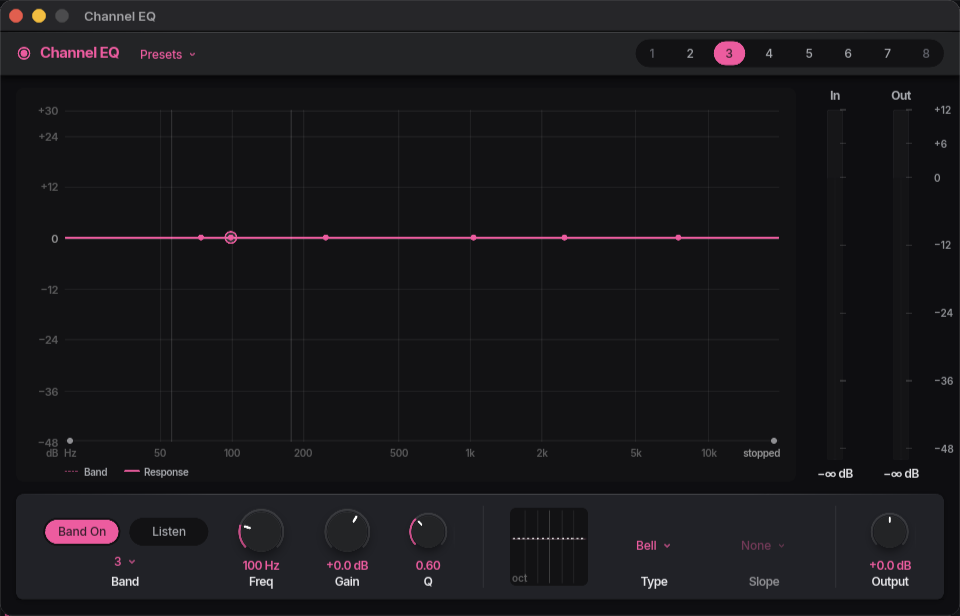 Channel EQ
Channel EQ Presets 1 2 3 4 5 6 7 8
In Out
+30
+24
+12
0
−12
−24
−36
−48
dB Hz 50 100 200 500 1k 2k 5k 10k stopped
Band Response
+12
+6
0
−12
−24
−36
−48
−∞ dB −∞ dB
Band On Listen
3
Band
100 Hz +0.0 dB 0.60
Freq Gain Q
oct
Bell None
Type Slope
+0.0 dB
Output